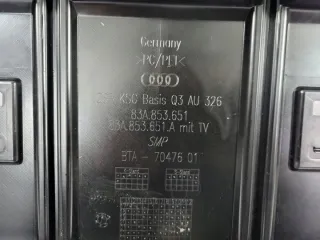 Germany
>PC/PET<
KSG Basis Q3 AU 326
83A.853.651
83A.853.651.A mit TV
SMP
BTA - 70476 01